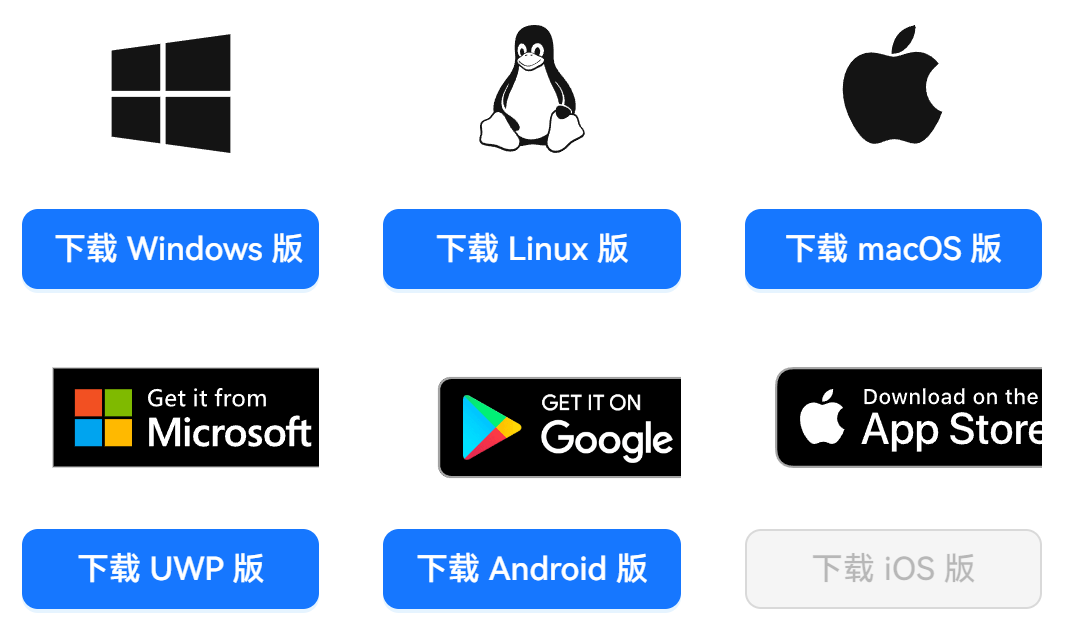 下载 Windows 版
下载 Linux 版
下载 macOS 版
Get it from
Microsoft
GET IT ON
Google
Download on the
App Store
下载 UWP 版
下载 Android 版
下载 iOS 版